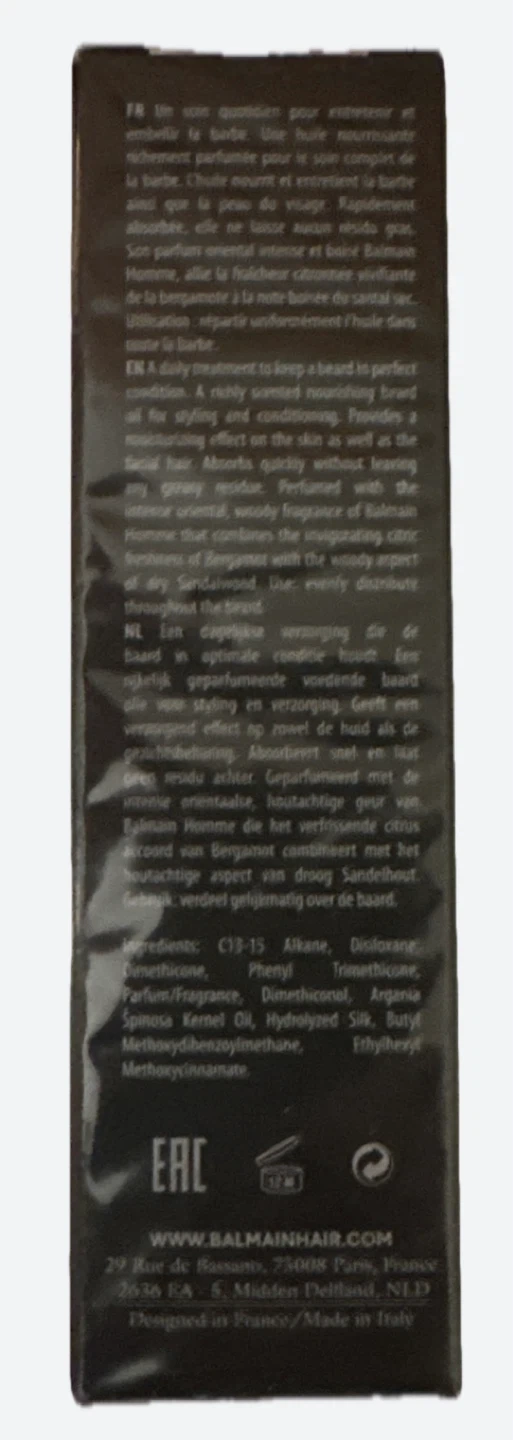 FR Un soin quotidien pour entretenir et
embellir la barbe. Une huile nourrissante
richement parfumée pour le soin complet de
la barbe. L'huile nourrit et entretient la barbe
ainsi que la peau du visage. Rapidement
absorbée, elle ne laisse aucun résidu gras.
Son parfum oriental intense et boisé Balmain
Homme, allie la fraîcheur citronnée vivifiante
de la bergamote à la note boisée du santal sec.
Utilisation : répartir uniformément l'huile dans
toute la barbe.
EN A daily treatment to keep a beard in perfect
condition. A richly scented nourishing beard
oil for styling and conditioning. Provides a
moisturizing effect on the skin as well as the
facial hair. Absorbs quickly without leaving
any greasy residue. Perfumed with the
intense oriental, woody fragrance of Balmain
Homme that combines the invigorating citric
freshness of Bergamot with the woody aspect
of dry Sandalwood. Use: evenly distribute
throughout the beard.
NL Een dagelijkse verzorging die de
baard in optimale conditie houdt. Een
rijkelijk geparfumeerde voedende baard
olie voor styling en verzorging. Geeft een
verzorgend effect op zowel de huid als de
gezichtsbeharing. Absorbeert snel en laat
geen residu achter. Geparfumeerd met de
intense orientaalse, houtachtige geur van
Balmain Homme die het verfrissende citrus
accoord van Bergamot combineert met het
houtachtige aspect van droog Sandelhout.
Gebruik: verdeel gelijkmatig over de baard.
Ingredients: C13-15 Alkane, Disiloxane,
Dimethicone, Phenyl Trimethicone,
Parfum/Fragrance, Dimethiconol, Argania
Spinosa Kernel Oil, Hydrolyzed Silk, Butyl
Methoxydibenzoylmethane, Ethylhexyl
Methoxycinnamate.
EAC 12 M
WWW.BALMAINHAIR.COM
29 Rue de Bassano, 75008 Paris, France
2636 EA - 5, Midden Delfland, NLD
Designed in France/Made in Italy